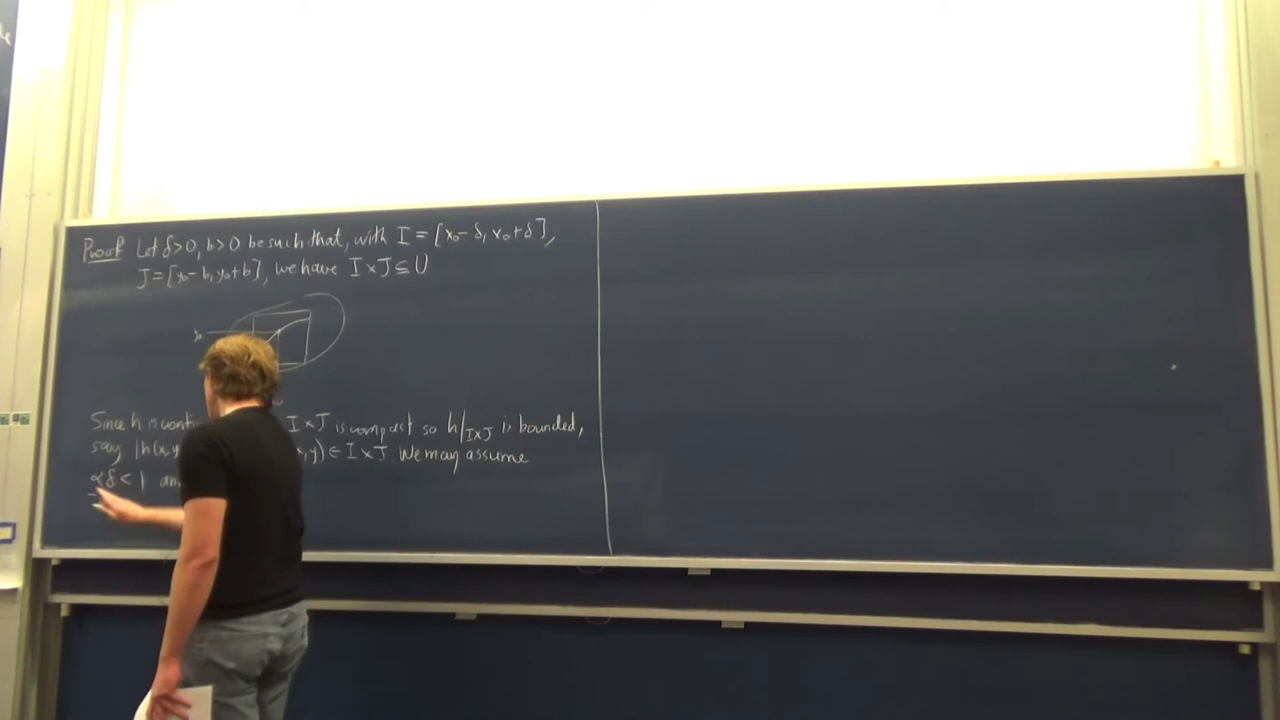 Proof Let δ>0, b>0 be such that, with I = [x₀-δ, x₀+δ],
J=[y₀-b, y₀+b], we have I×J ⊆ U
y₀
Since h is I×J is compact so h|_{I×J} is bounded,
say |h(x,y ,y) ∈ I×J. We may assume
αδ < 1